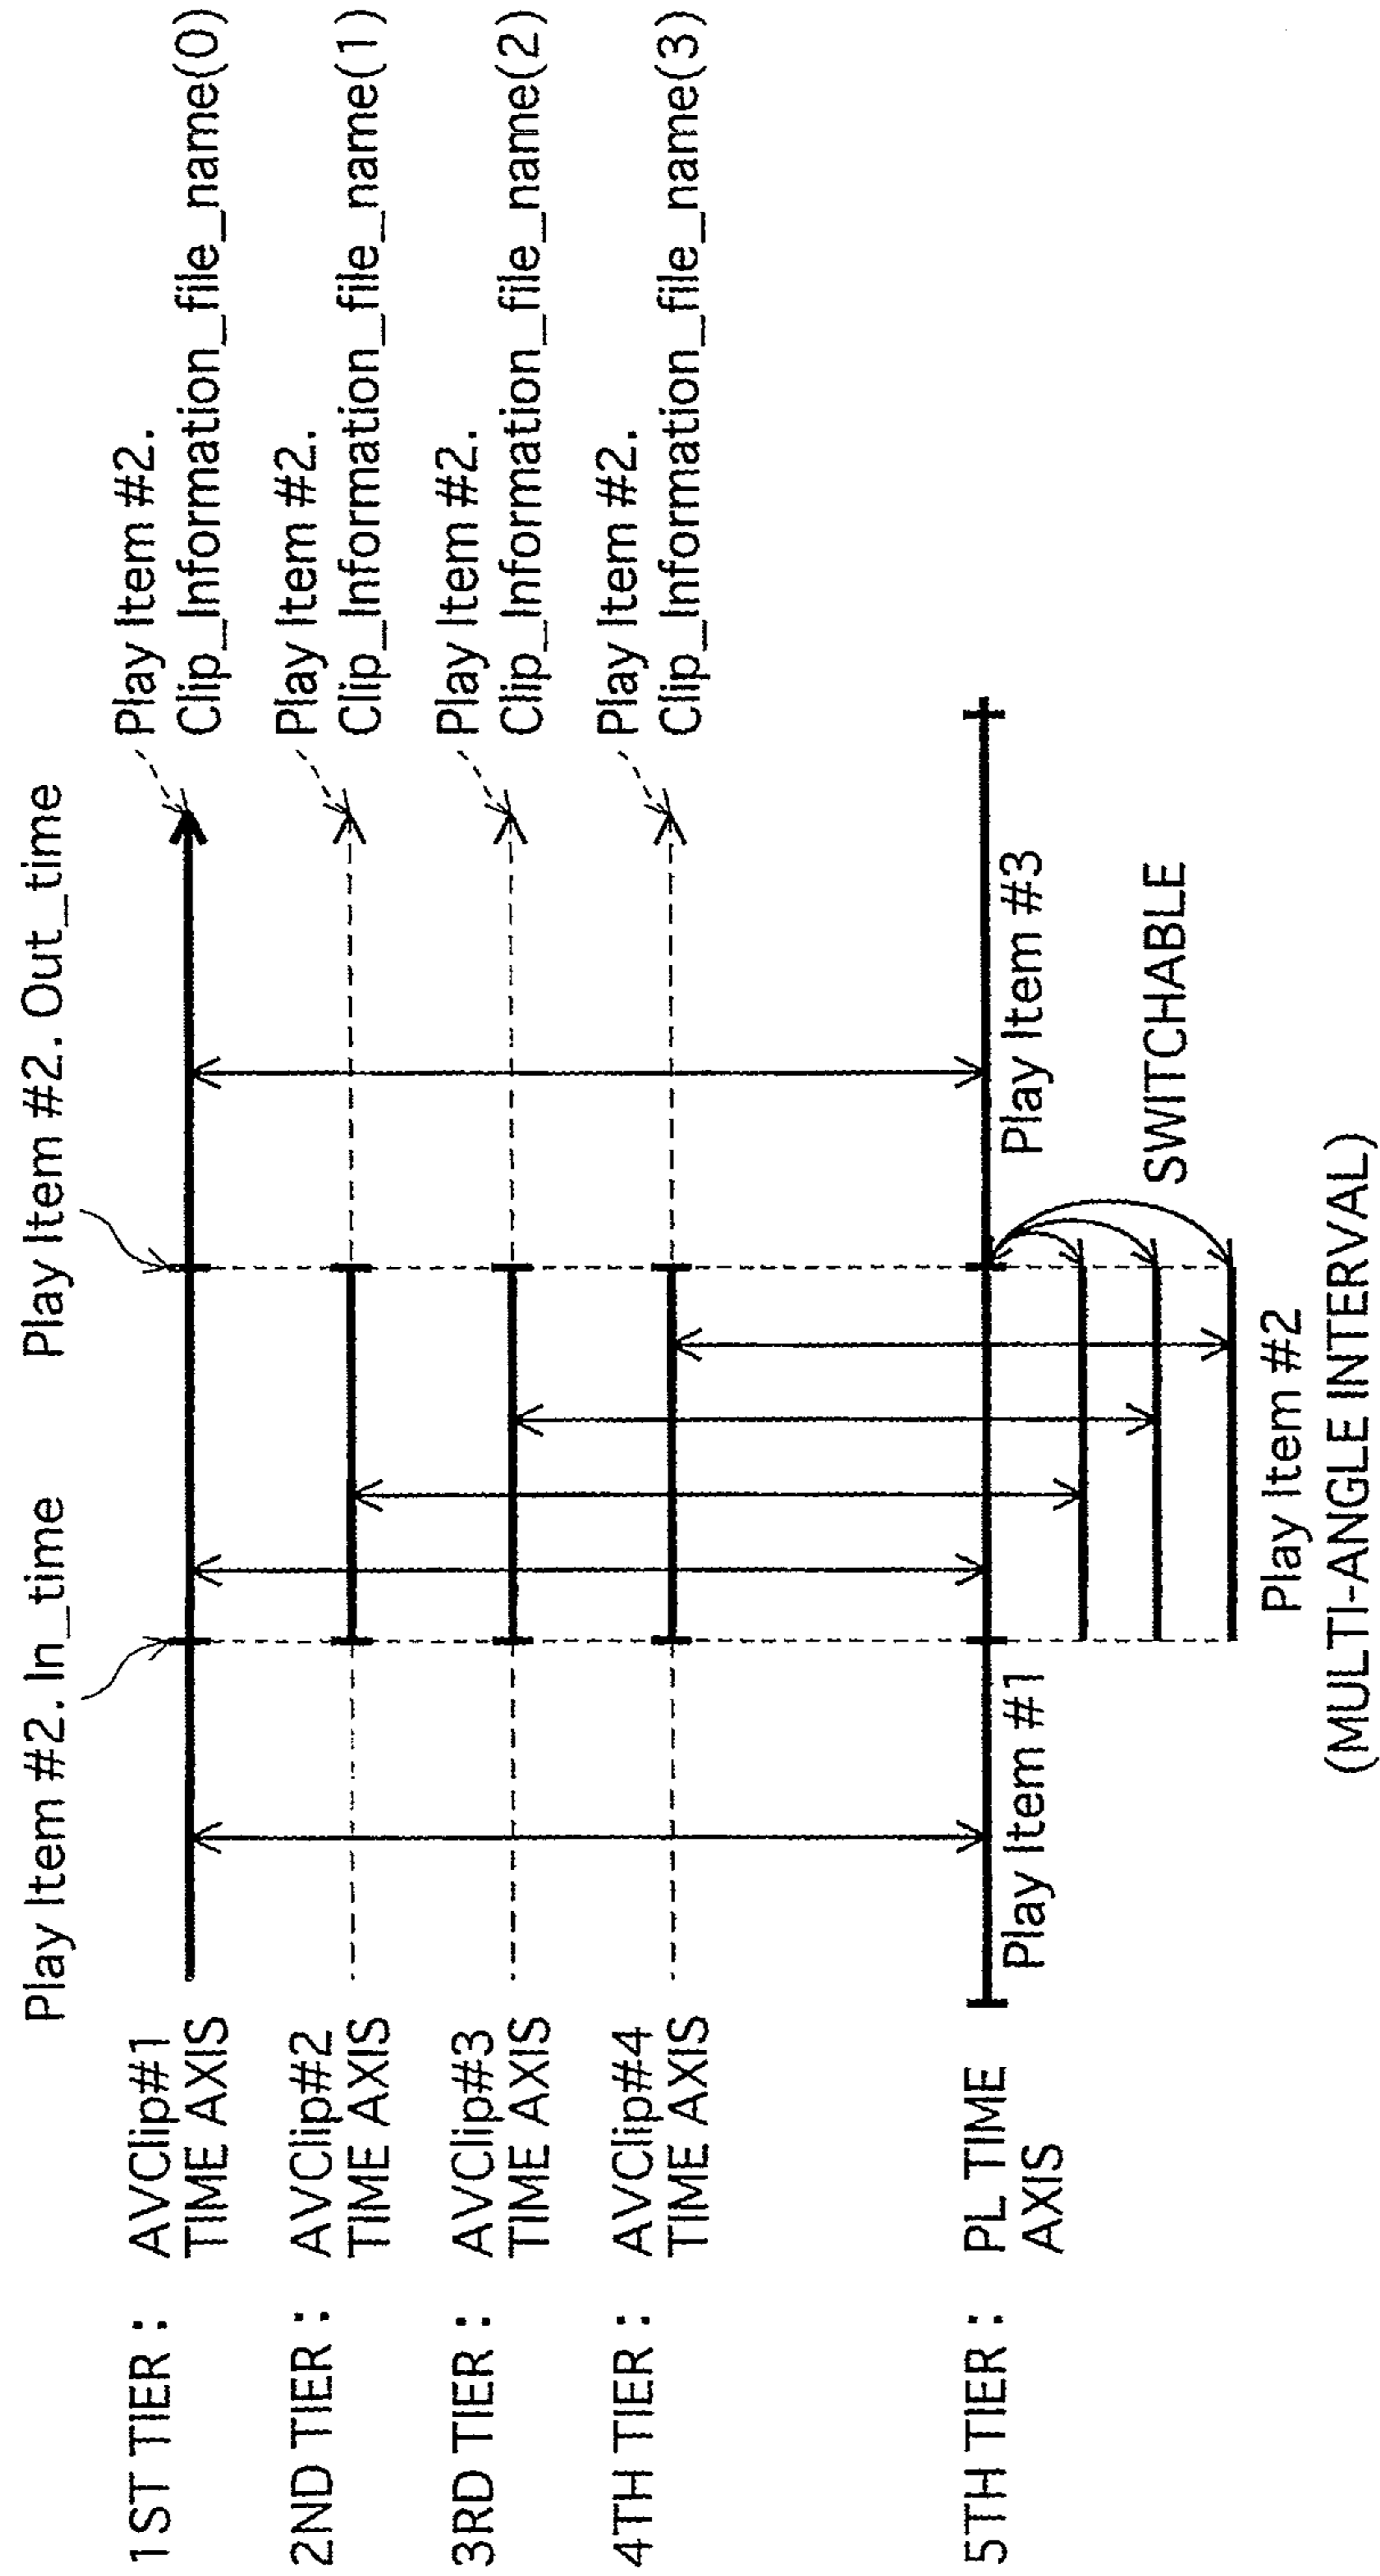 Play Item #2. In_time
Play Item #2. Out_time
1ST TIER :
AVClip#1
TIME AXIS
Play Item #2.
Clip_Information_file_name(0)
2ND TIER :
AVClip#2
TIME AXIS
Play Item #2.
Clip_Information_file_name(1)
3RD TIER :
AVClip#3
TIME AXIS
Play Item #2.
Clip_Information_file_name(2)
4TH TIER :
AVClip#4
TIME AXIS
Play Item #2.
Clip_Information_file_name(3)
5TH TIER :
PL TIME
AXIS
Play Item #1
Play Item #3
SWITCHABLE
Play Item #2
(MULTI-ANGLE INTERVAL)